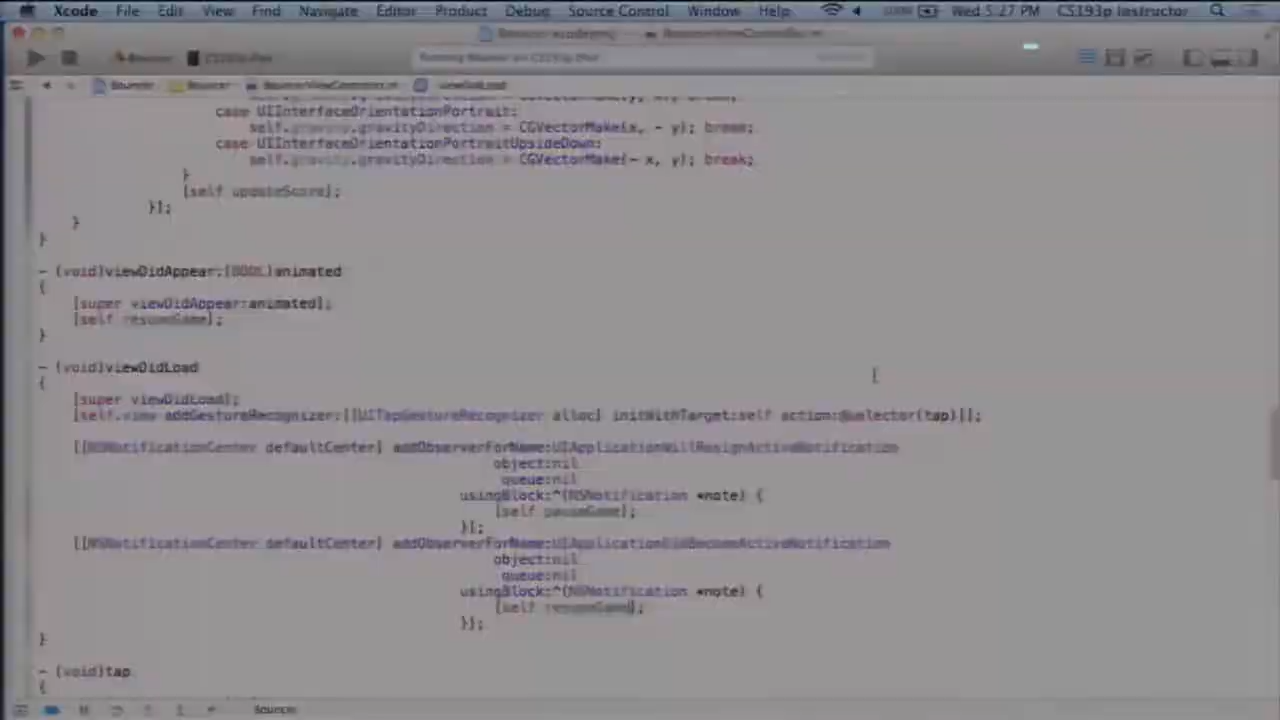 Xcode File Edit View Find Navigate Editor Product Debug Source Control Window Help Wed 5:27 PM CS193p Instructor
Bouncer BouncerViewController.m viewDidLoad
case UIInterfaceOrientationPortrait:
self.gravity.gravityDirection = CGVectorMake(x, - y); break;
case UIInterfaceOrientationPortraitUpsideDown:
self.gravity.gravityDirection = CGVectorMake(- x, y); break;
}
[self updateScore];
}];
}
}
- (void)viewDidAppear:(BOOL)animated
{
[super viewDidAppear:animated];
[self resumeGame];
}
- (void)viewDidLoad
{
[super viewDidLoad];
[self.view addGestureRecognizer:[[UITapGestureRecognizer alloc] initWithTarget:self action:@selector(tap)]];
[[NSNotificationCenter defaultCenter] addObserverForName:UIApplicationWillResignActiveNotification
object:nil
queue:nil
usingBlock:^(NSNotification *note) {
[self pauseGame];
}];
[[NSNotificationCenter defaultCenter] addObserverForName:UIApplicationDidBecomeActiveNotification
object:nil
queue:nil
usingBlock:^(NSNotification *note) {
[self resumeGame];
}];
}
- (void)tap
{
Bouncer